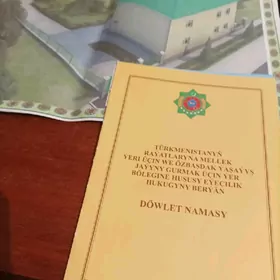 TÜRKMENISTANYŇ
RAÝATLARYNA MELLEK
ÝERI ÜÇIN WE ÖZBAŞDAK ÝAŞAÝYŞ
JAÝYNY GURMAK ÜÇIN ÝER
BÖLEGINE HUSUSY EÝEÇILIK
HUKUGYNY BERÝÄN
DÖWLET NAMASY